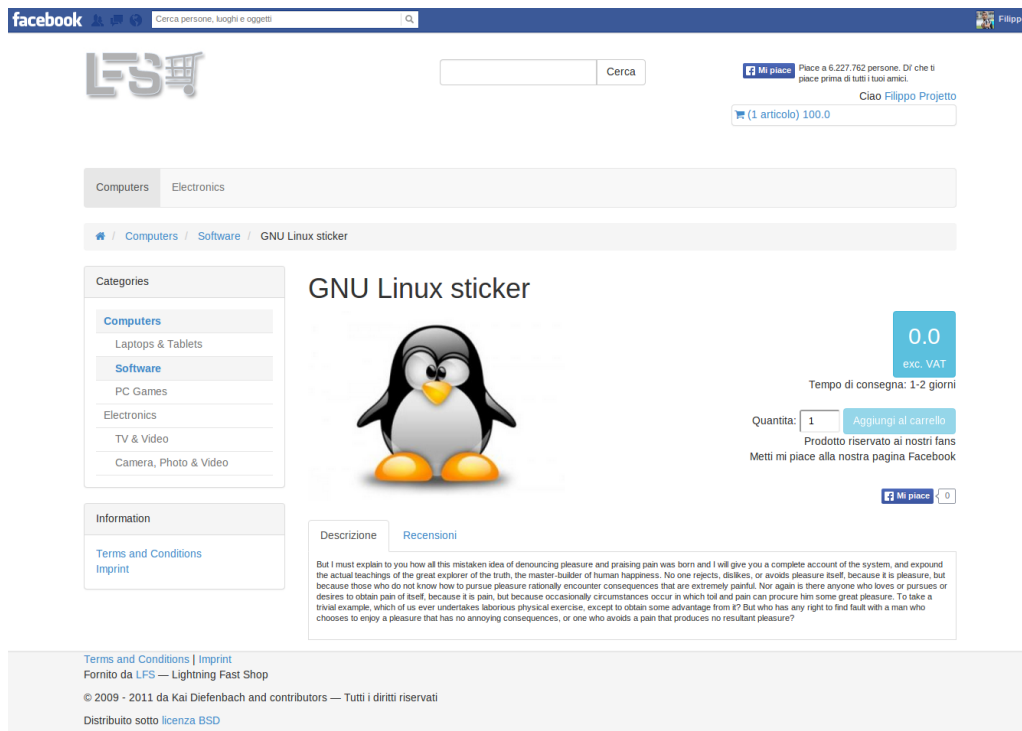 facebook Cerca persone, luoghi e oggetti Filipp
LFS
Cerca
Mi piace Piace a 6.227.762 persone. Di' che ti
piace prima di tutti i tuoi amici.
Ciao Filippo Projetto
(1 articolo) 100.0
Computers Electronics
/ Computers / Software / GNU Linux sticker
Categories
Computers
Laptops & Tablets
Software
PC Games
Electronics
TV & Video
Camera, Photo & Video
Information
Terms and Conditions
Imprint
GNU Linux sticker
0.0
exc. VAT
Tempo di consegna: 1-2 giorni
Quantita: 1 Aggiungi al carrello
Prodotto riservato ai nostri fans
Metti mi piace alla nostra pagina Facebook
Mi piace 0
Descrizione Recensioni
But I must explain to you how all this mistaken idea of denouncing pleasure and praising pain was born and I will give you a complete account of the system, and expound
the actual teachings of the great explorer of the truth, the master-builder of human happiness. No one rejects, dislikes, or avoids pleasure itself, because it is pleasure, but
because those who do not know how to pursue pleasure rationally encounter consequences that are extremely painful. Nor again is there anyone who loves or pursues or
desires to obtain pain of itself, because it is pain, but because occasionally circumstances occur in which toil and pain can procure him some great pleasure. To take a
trivial example, which of us ever undertakes laborious physical exercise, except to obtain some advantage from it? But who has any right to find fault with a man who
chooses to enjoy a pleasure that has no annoying consequences, or one who avoids a pain that produces no resultant pleasure?
Terms and Conditions | Imprint
Fornito da LFS — Lightning Fast Shop
© 2009 - 2011 da Kai Diefenbach and contributors — Tutti i diritti riservati
Distribuito sotto licenza BSD